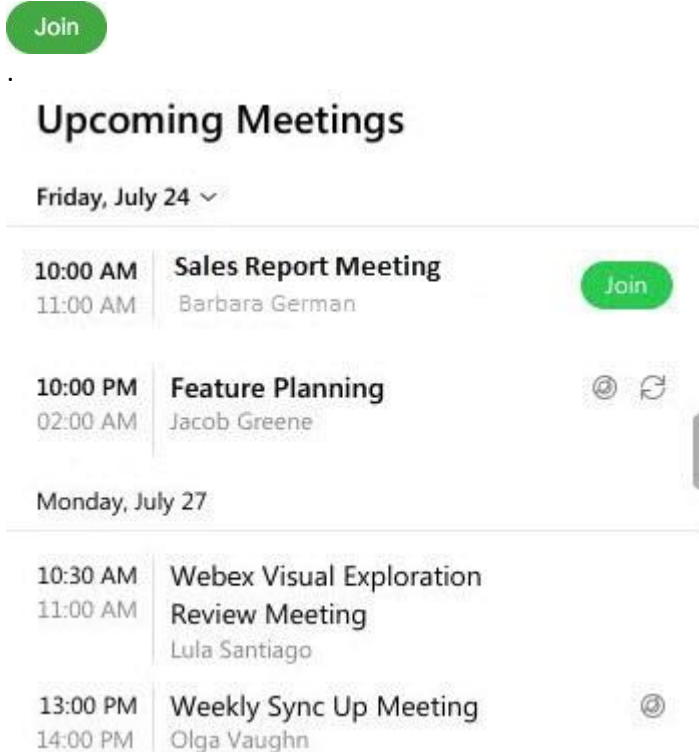 Join
.
Upcoming Meetings
Friday, July 24
10:00 AM Sales Report Meeting
11:00 AM Barbara German
Join
10:00 PM Feature Planning
02:00 AM Jacob Greene
Monday, July 27
10:30 AM Webex Visual Exploration
11:00 AM Review Meeting
Lula Santiago
13:00 PM Weekly Sync Up Meeting
14:00 PM Olga Vaughn